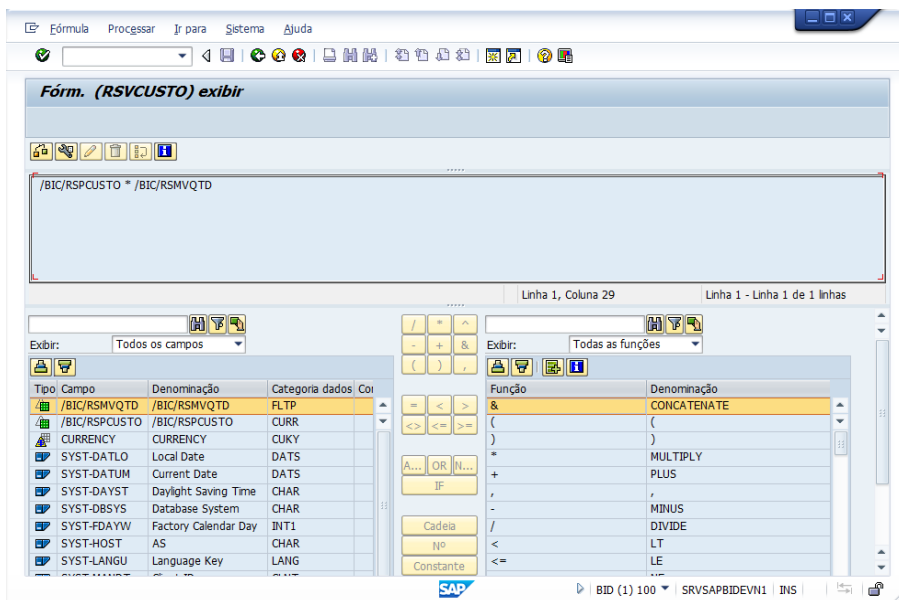 Fórmula Processar Ir para Sistema Ajuda
Fórm. (RSVCUSTO) exibir
/BIC/RSPCUSTO * /BIC/RSMVQTD
Linha 1, Coluna 29 Linha 1 - Linha 1 de 1 linhas
/ * ^
Exibir: Todos os campos - + & Exibir: Todas as funções
( ) ,
Tipo Campo Denominação Categoria dados Cor Função Denominação
/BIC/RSMVQTD /BIC/RSMVQTD FLTP = < > & CONCATENATE
/BIC/RSPCUSTO /BIC/RSPCUSTO CURR <> <= >= ( (
CURRENCY CURRENCY CUKY ) )
SYST-DATLO Local Date DATS * MULTIPLY
SYST-DATUM Current Date DATS A... OR N... + PLUS
SYST-DAYST Daylight Saving Time CHAR IF , ,
SYST-DBSYS Database System CHAR - MINUS
SYST-FDAYW Factory Calendar Day INT1 Cadeia / DIVIDE
SYST-HOST AS CHAR Nº < LT
SYST-LANGU Language Key LANG Constante <= LE
SAP BID (1) 100 SRVSAPBIDEVN1 INS